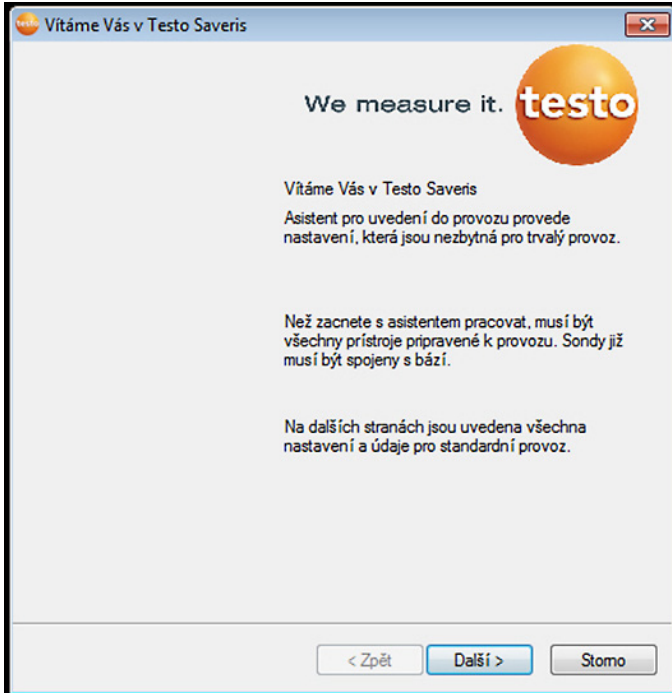 Vítáme Vás v Testo Saveris
We measure it. testo
Vítáme Vás v Testo Saveris
Asistent pro uvedení do provozu provede
nastavení, která jsou nezbytná pro trvalý provoz.
Než zacnete s asistentem pracovat, musí být
všechny prístroje pripravené k provozu. Sondy již
musí být spojeny s bází.
Na dalších stranách jsou uvedena všechna
nastavení a údaje pro standardní provoz.
< Zpět Další > Storno